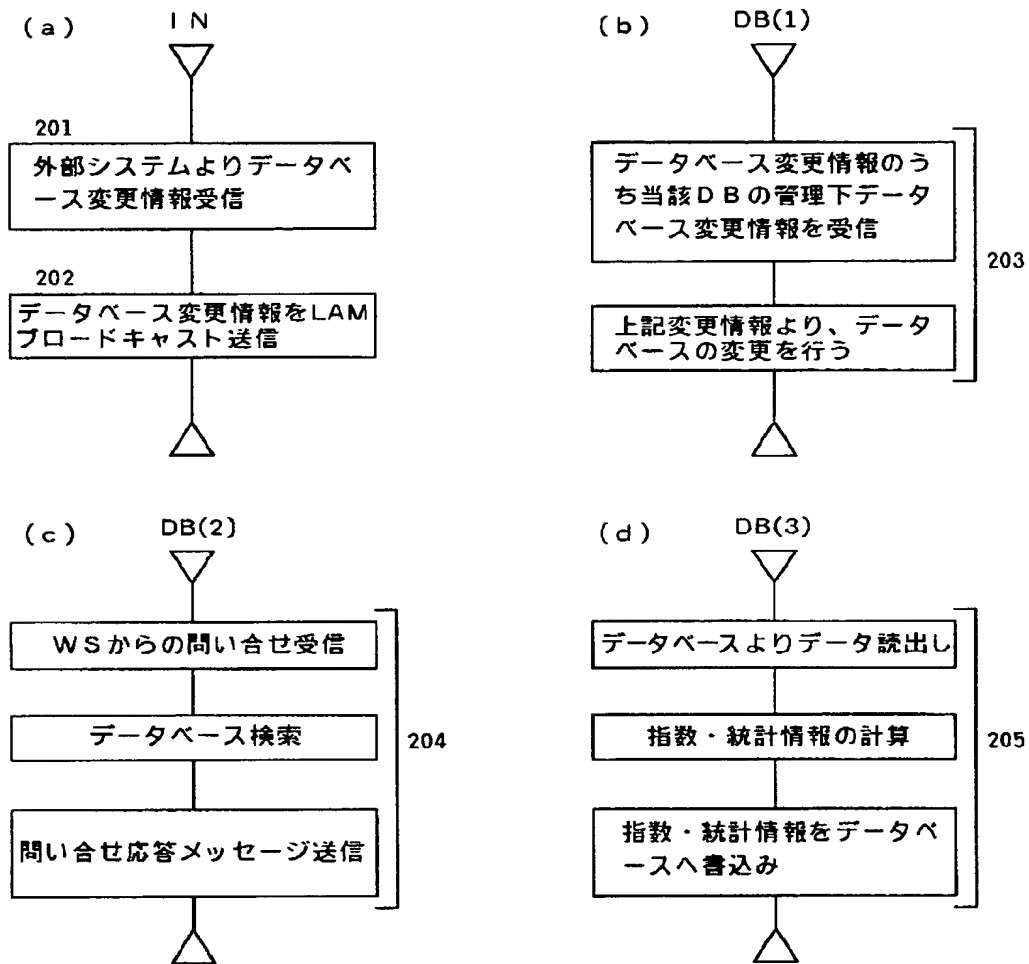 (a) IN
201
外部システムよりデータベ
ース変更情報受信
202
データベース変更情報をLAM
ブロードキャスト送信
(b) DB(1)
データベース変更情報のう
ち当該DBの管理下データ
ベース変更情報を受信
203
上記変更情報より、データ
ベースの変更を行う
(c) DB(2)
WSからの問い合せ受信
データベース検索
204
問い合せ応答メッセージ送信
(d) DB(3)
データベースよりデータ読出し
指数・統計情報の計算
205
指数・統計情報をデータベ
ースへ書込み